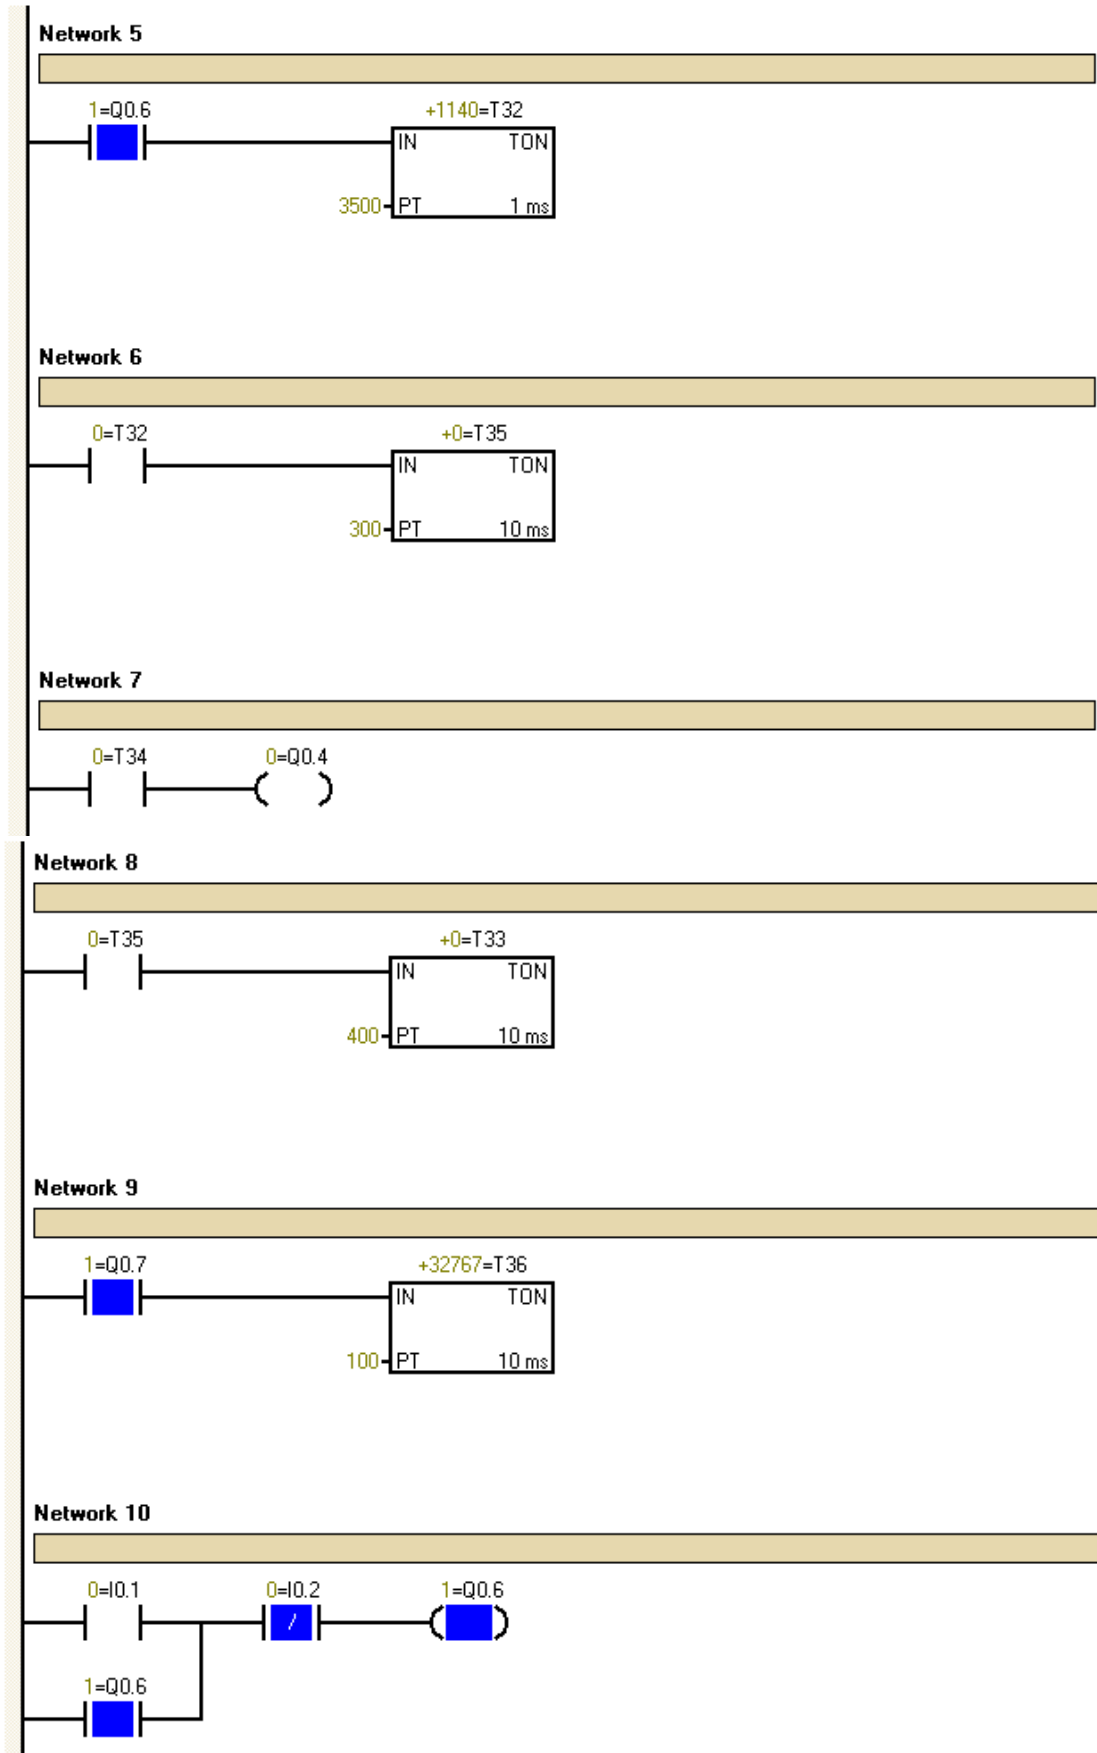 Network 5
1=Q0.6 +1140=T32
IN TON
3500 PT 1 ms
Network 6
0=T32 +0=T35
IN TON
300 PT 10 ms
Network 7
0=T34 0=Q0.4
Network 8
0=T35 +0=T33
IN TON
400 PT 10 ms
Network 9
1=Q0.7 +32767=T36
IN TON
100 PT 10 ms
Network 10
0=I0.1 0=I0.2 1=Q0.6
/
1=Q0.6